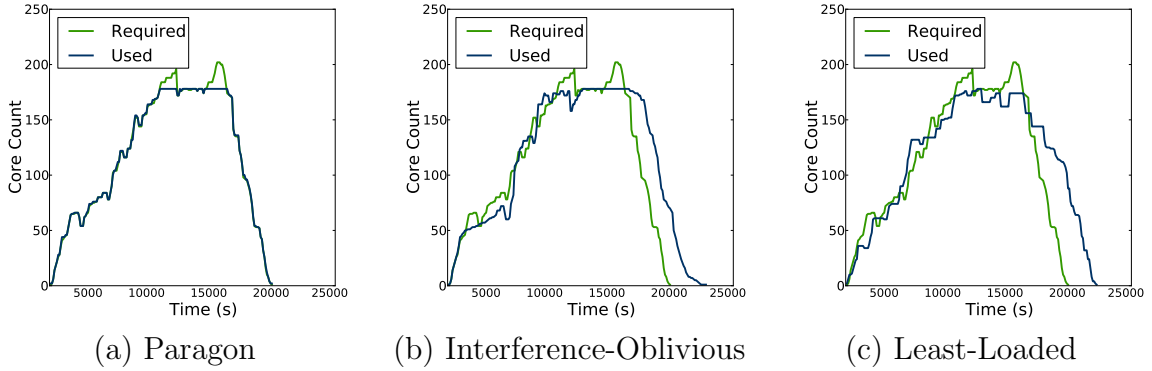 250
Required
Used
200
150
100
50
0
Core Count
5000 10000 15000 20000 25000
Time (s)
(a) Paragon
250
Required
Used
200
150
100
50
0
Core Count
5000 10000 15000 20000 25000
Time (s)
(b) Interference-Oblivious
250
Required
Used
200
150
100
50
0
Core Count
5000 10000 15000 20000 25000
Time (s)
(c) Least-Loaded